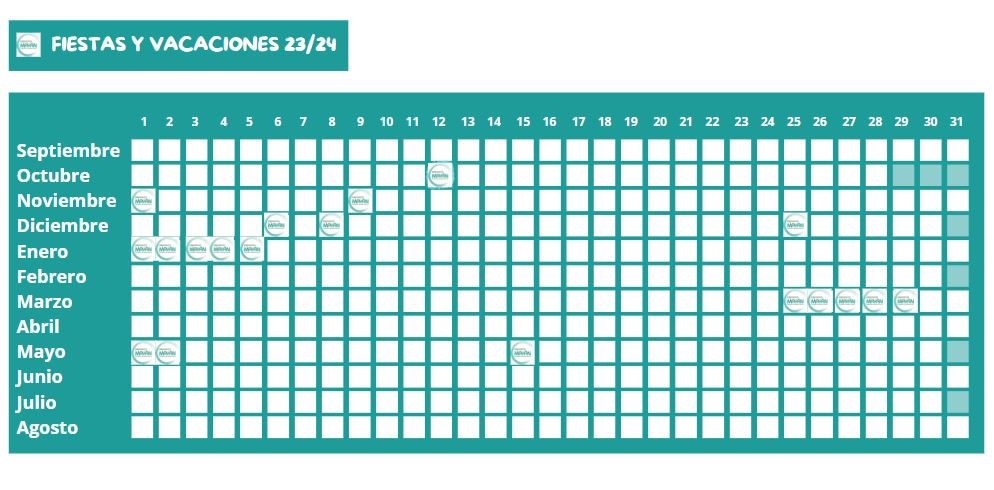 FIESTAS Y VACACIONES 23/24
1 2 3 4 5 6 7 8 9 10 11 12 13 14 15 16 17 18 19 20 21 22 23 24 25 26 27 28 29 30 31
Septiembre
Octubre
Noviembre
Diciembre
Enero
Febrero
Marzo
Abril
Mayo
Junio
Julio
Agosto